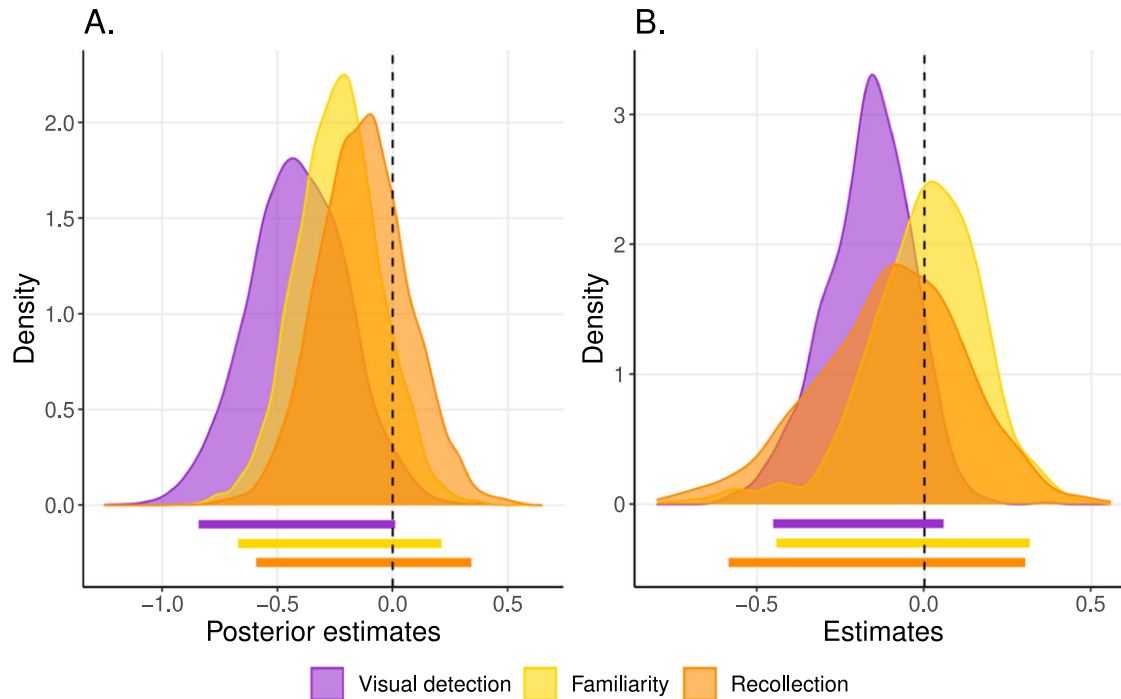 A.
B.
2.0
1.5
1.0
0.5
0.0
Density
−1.0
−0.5
0.0
0.5
Posterior estimates
3
2
1
0
Density
−0.5
0.0
0.5
Estimates
Visual detection
Familiarity
Recollection